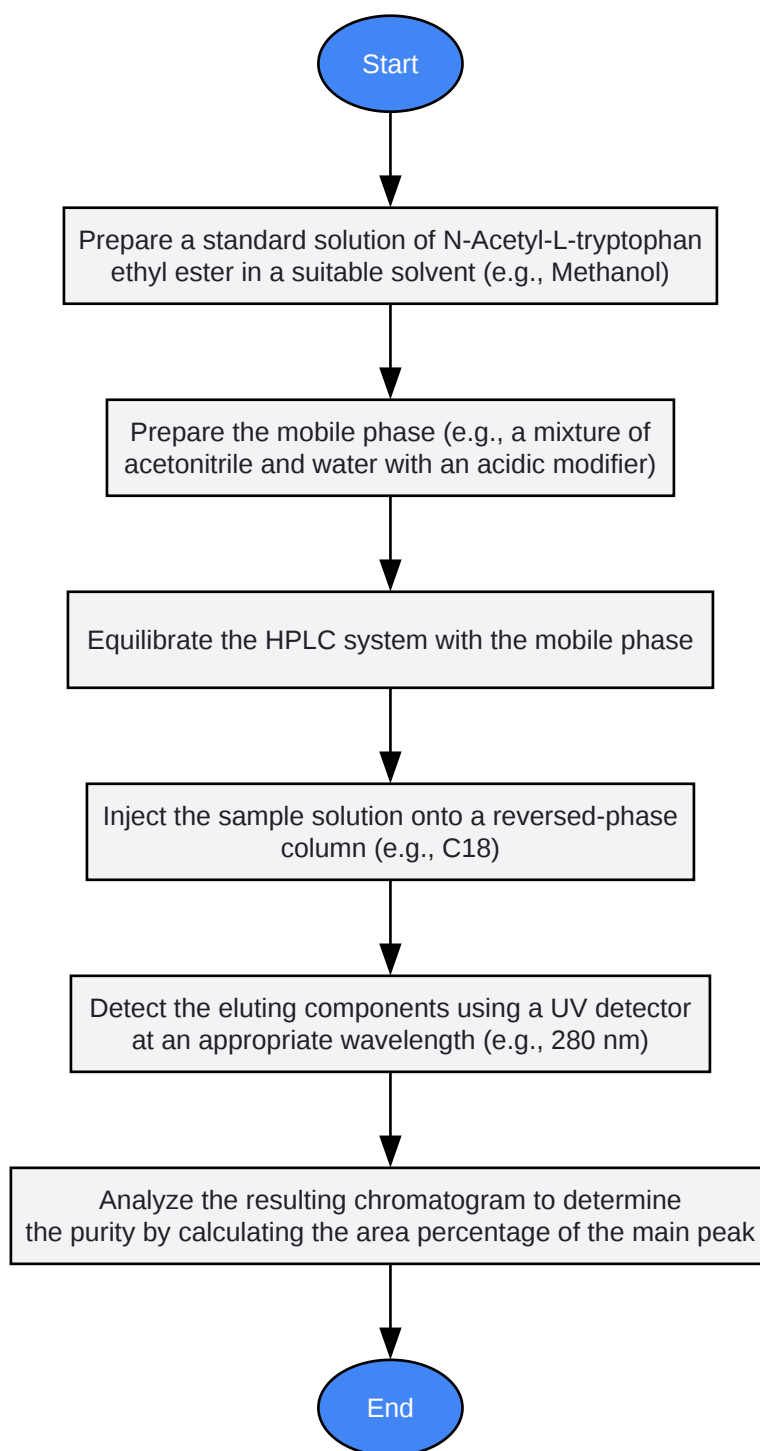 Start
Prepare a standard solution of N-Acetyl-L-tryptophan
ethyl ester in a suitable solvent (e.g., Methanol)
Prepare the mobile phase (e.g., a mixture of
acetonitrile and water with an acidic modifier)
Equilibrate the HPLC system with the mobile phase
Inject the sample solution onto a reversed-phase
column (e.g., C18)
Detect the eluting components using a UV detector
at an appropriate wavelength (e.g., 280 nm)
Analyze the resulting chromatogram to determine
the purity by calculating the area percentage of the main peak
End